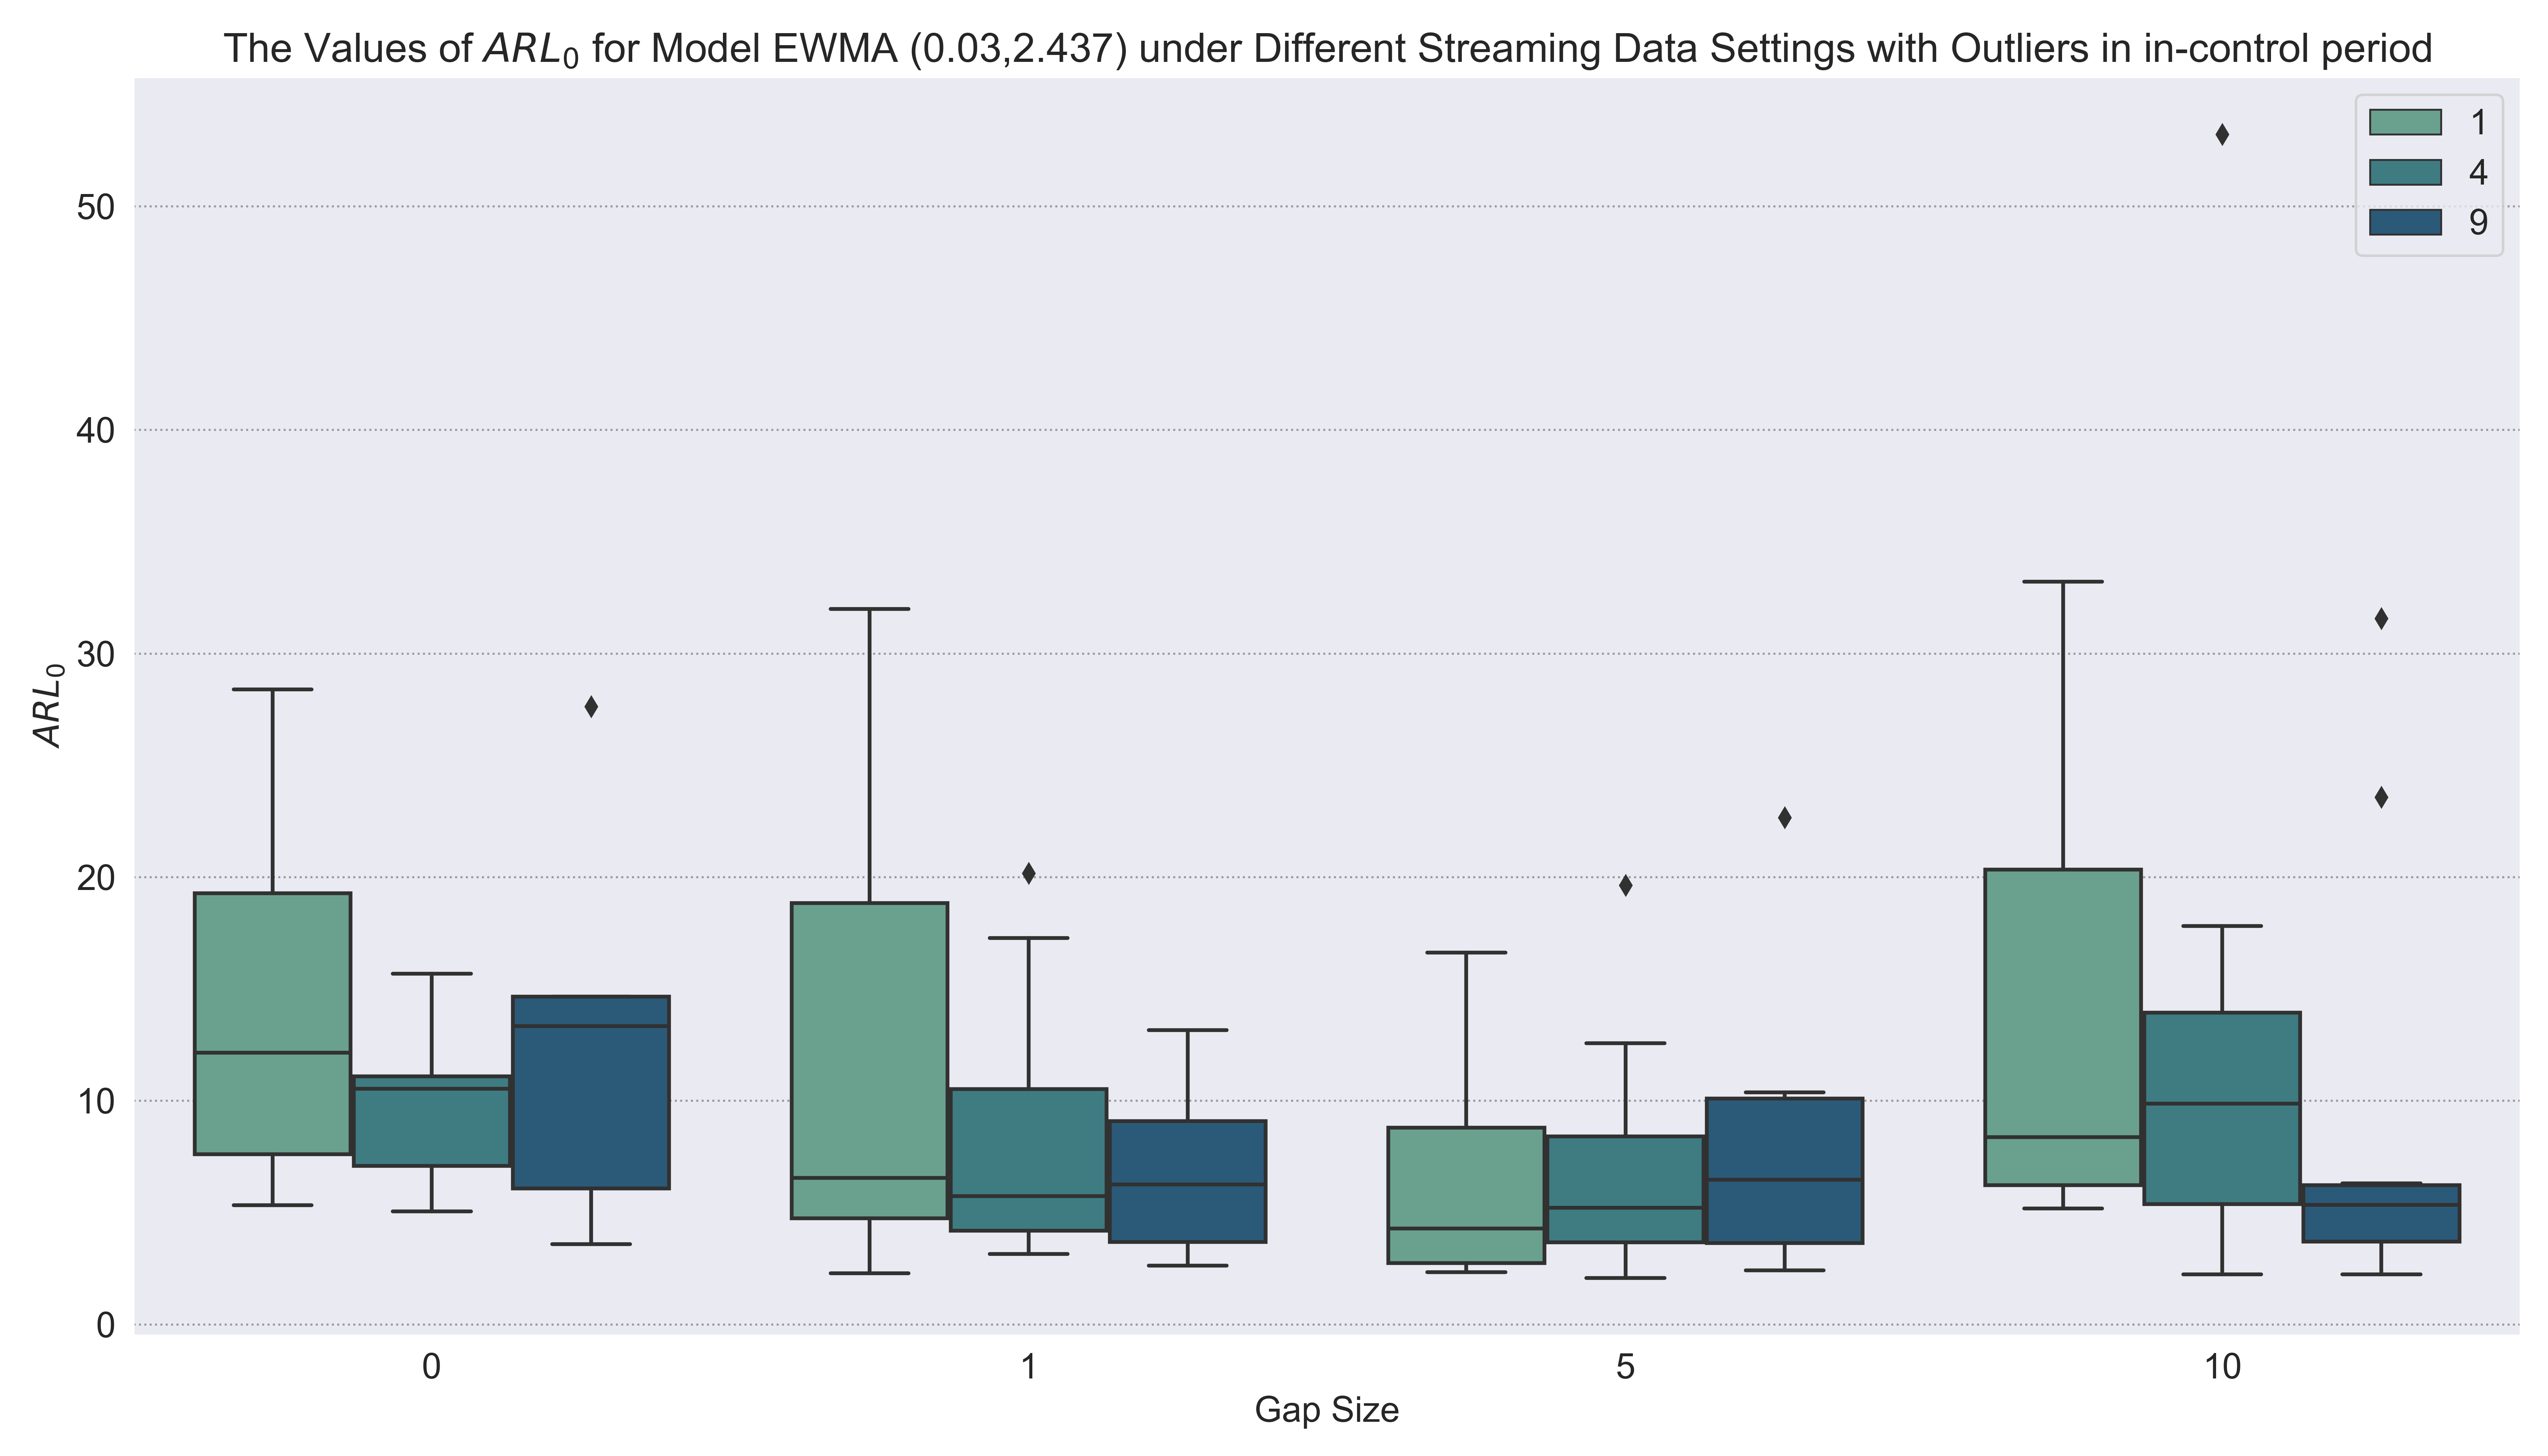 The Values of ARL₀ for Model EWMA (0.03,2.437) under Different Streaming Data Settings with Outliers in in-control period
1
4
9
50
40
30
20
10
0
ARL₀
0 1 5 10
Gap Size